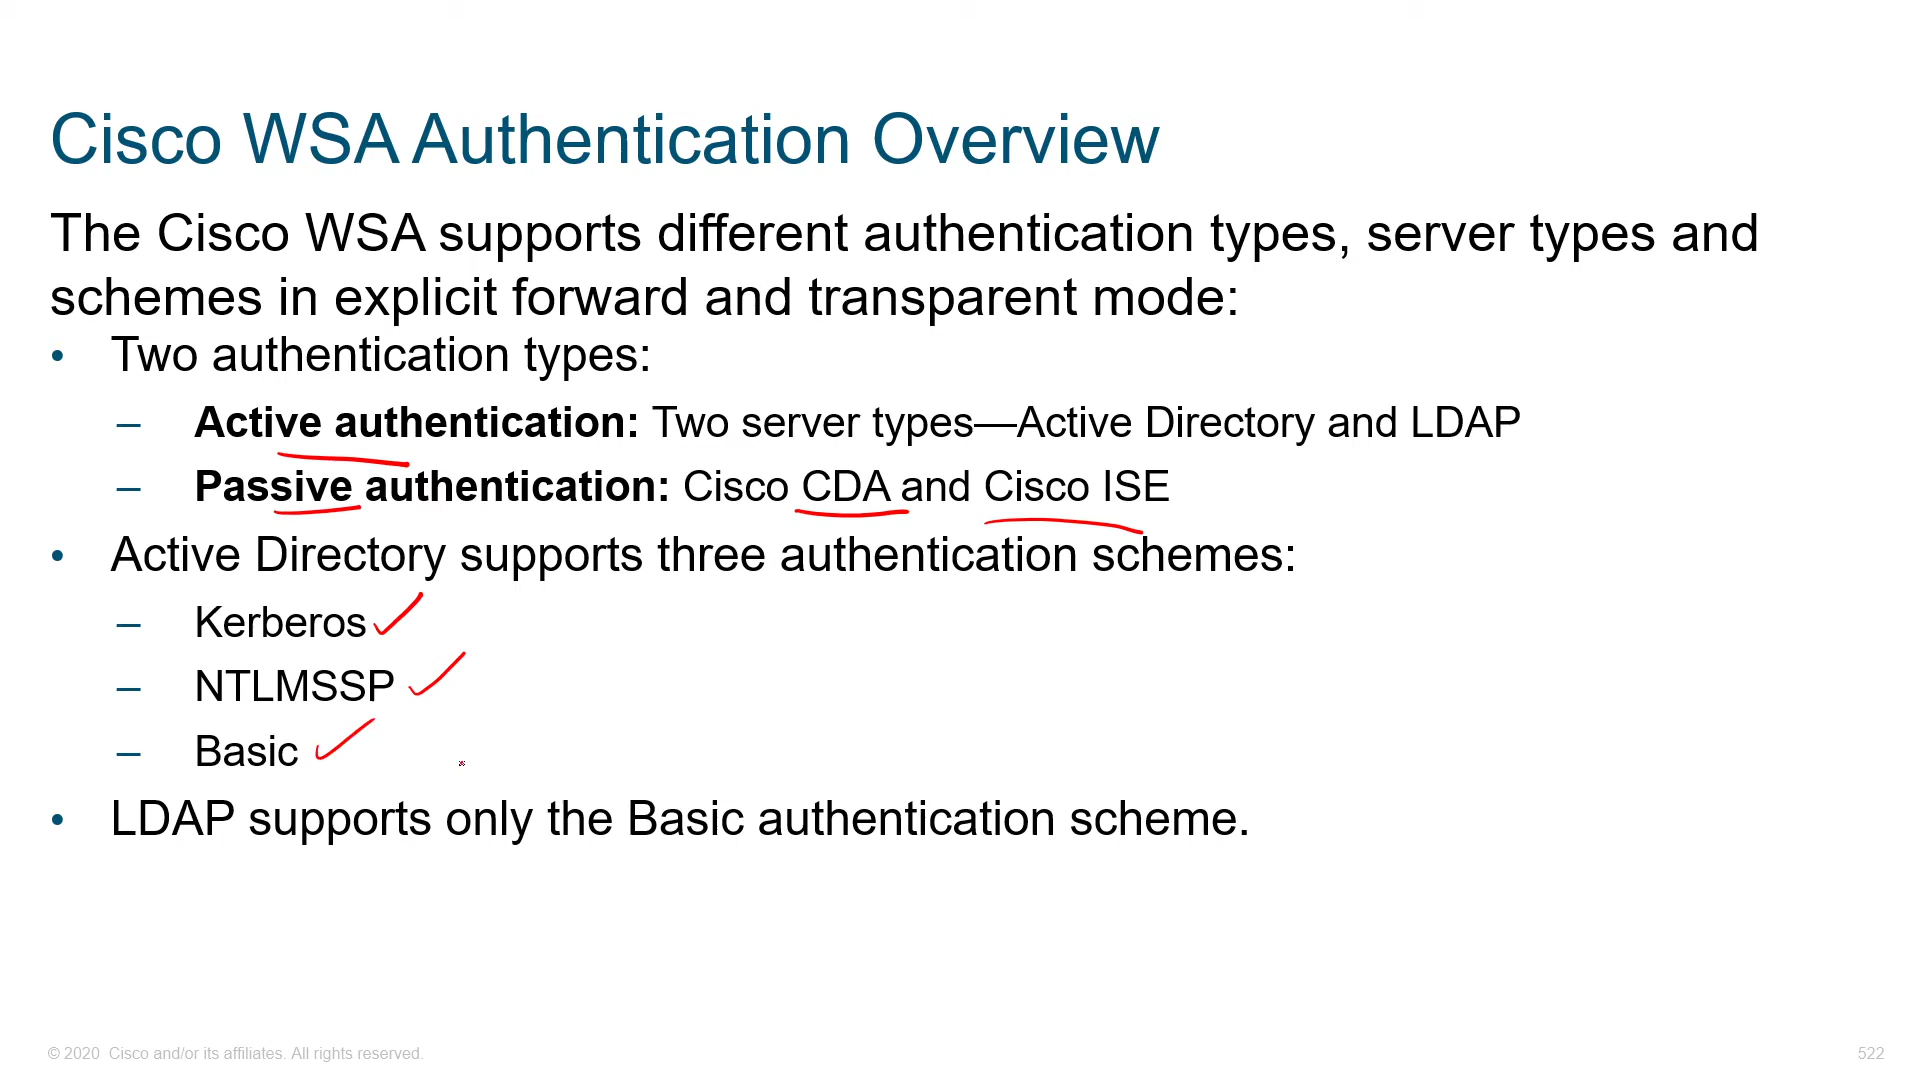 Cisco WSA Authentication Overview
The Cisco WSA supports different authentication types, server types and
schemes in explicit forward and transparent mode:
• Two authentication types:
– Active authentication: Two server types—Active Directory and LDAP
– Passive authentication: Cisco CDA and Cisco ISE
• Active Directory supports three authentication schemes:
– Kerberos
– NTLMSSP
– Basic
• LDAP supports only the Basic authentication scheme.
© 2020 Cisco and/or its affiliates. All rights reserved.
522